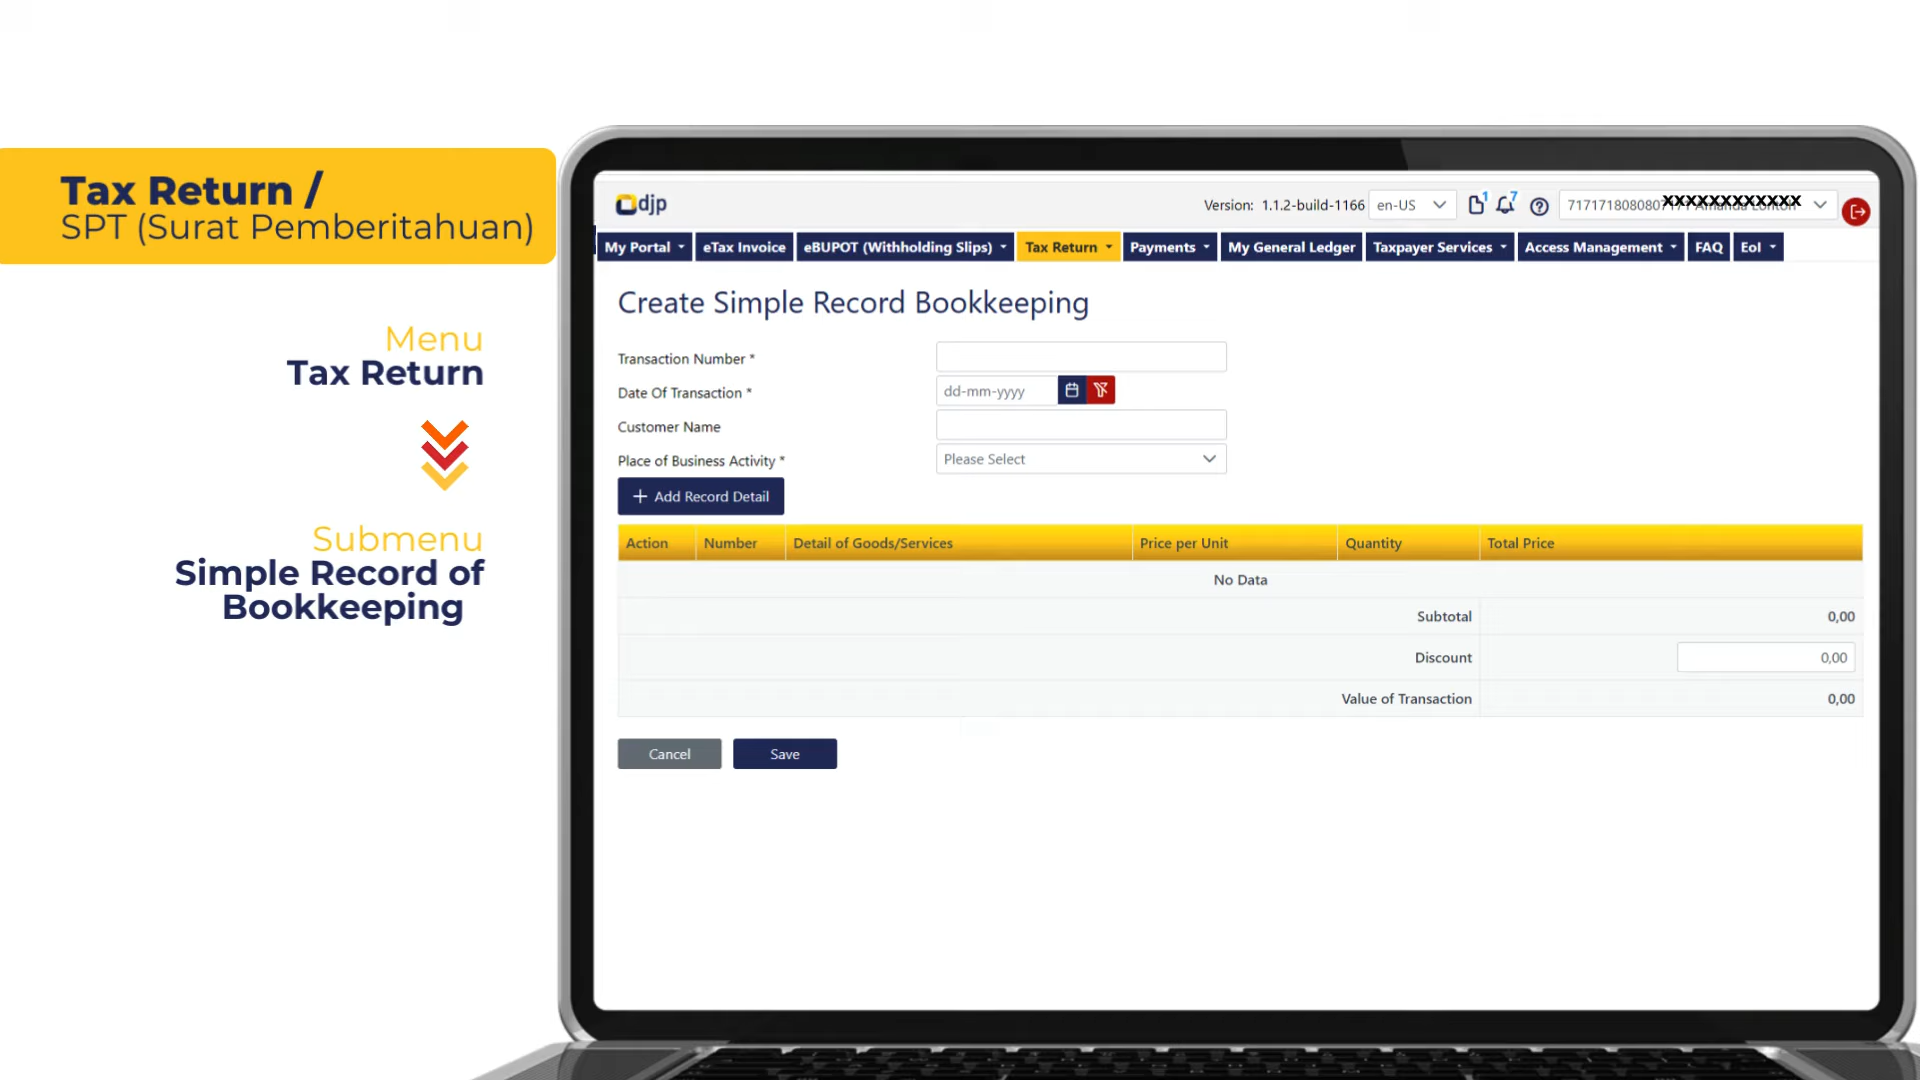 Tax Return /
SPT (Surat Pemberitahuan)
Menu
Tax Return
Submenu
Simple Record of
Bookkeeping
djp
Version: 1.1.2-build-1166 en-US 1 7 xxxxxxxxxxxx
My Portal eTax Invoice eBUPOT (Withholding Slips) Tax Return Payments My General Ledger Taxpayer Services Access Management FAQ EoI
Create Simple Record Bookkeeping
Transaction Number *
Date Of Transaction * dd-mm-yyyy
Customer Name
Place of Business Activity * Please Select
+ Add Record Detail
Action Number Detail of Goods/Services Price per Unit Quantity Total Price
No Data
Subtotal 0,00
Discount 0,00
Value of Transaction 0,00
Cancel Save